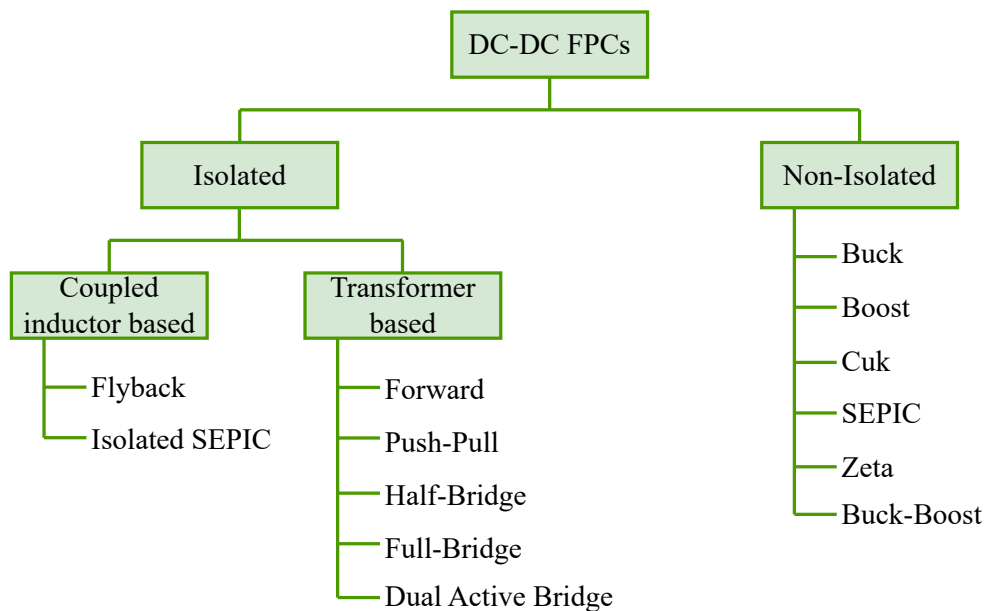 DC-DC FPCs
Isolated
Non-Isolated
Coupled
inductor based
Transformer
based
Flyback
Isolated SEPIC
Forward
Push-Pull
Half-Bridge
Full-Bridge
Dual Active Bridge
Buck
Boost
Cuk
SEPIC
Zeta
Buck-Boost